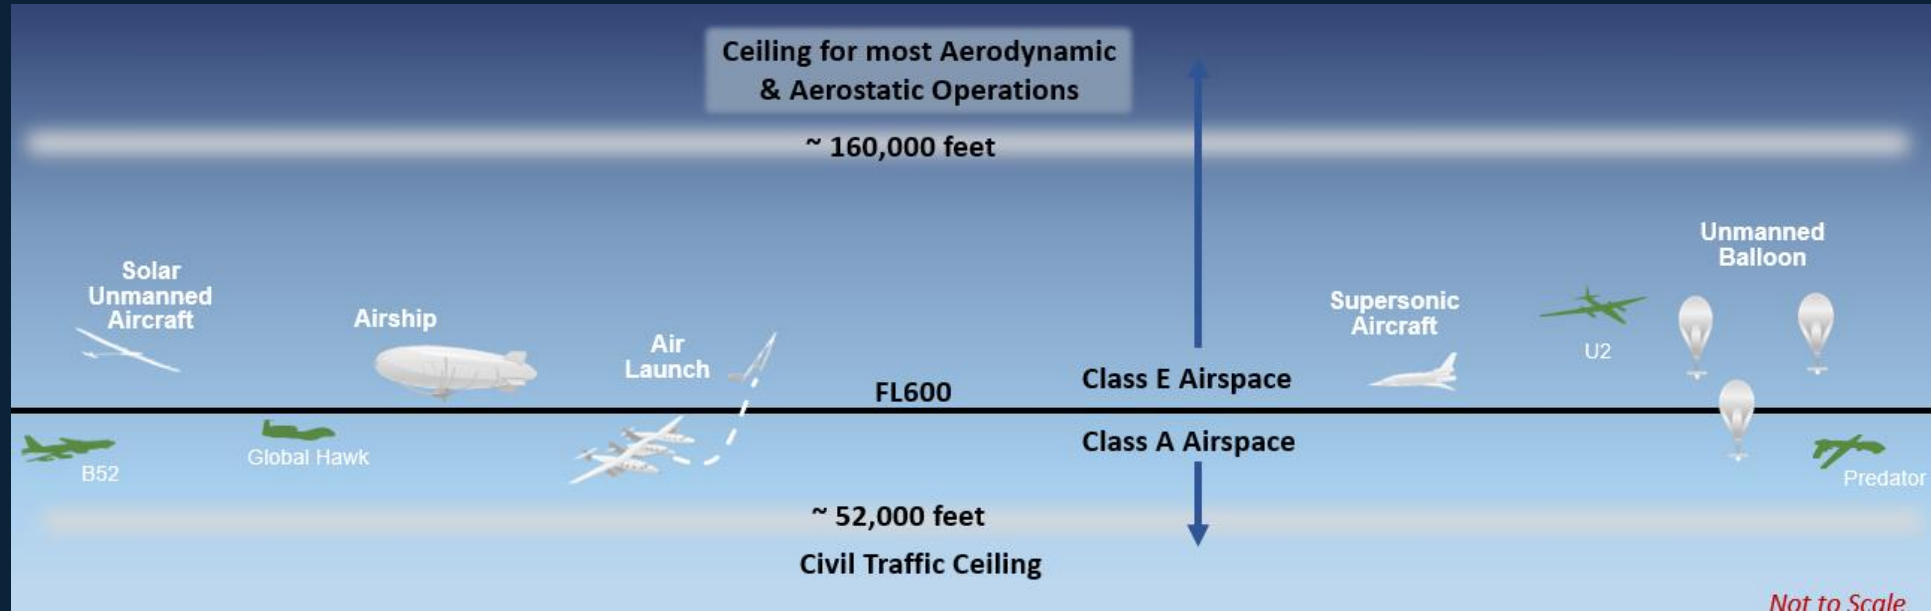 Ceiling for most Aerodynamic
& Aerostatic Operations
~ 160,000 feet
Solar
Unmanned
Aircraft
Airship
Air
Launch
FL600
Class E Airspace
Supersonic
Aircraft
U2
Unmanned
Balloon
B52
Global Hawk
Class A Airspace
Predator
~ 52,000 feet
Civil Traffic Ceiling
Not to Scale